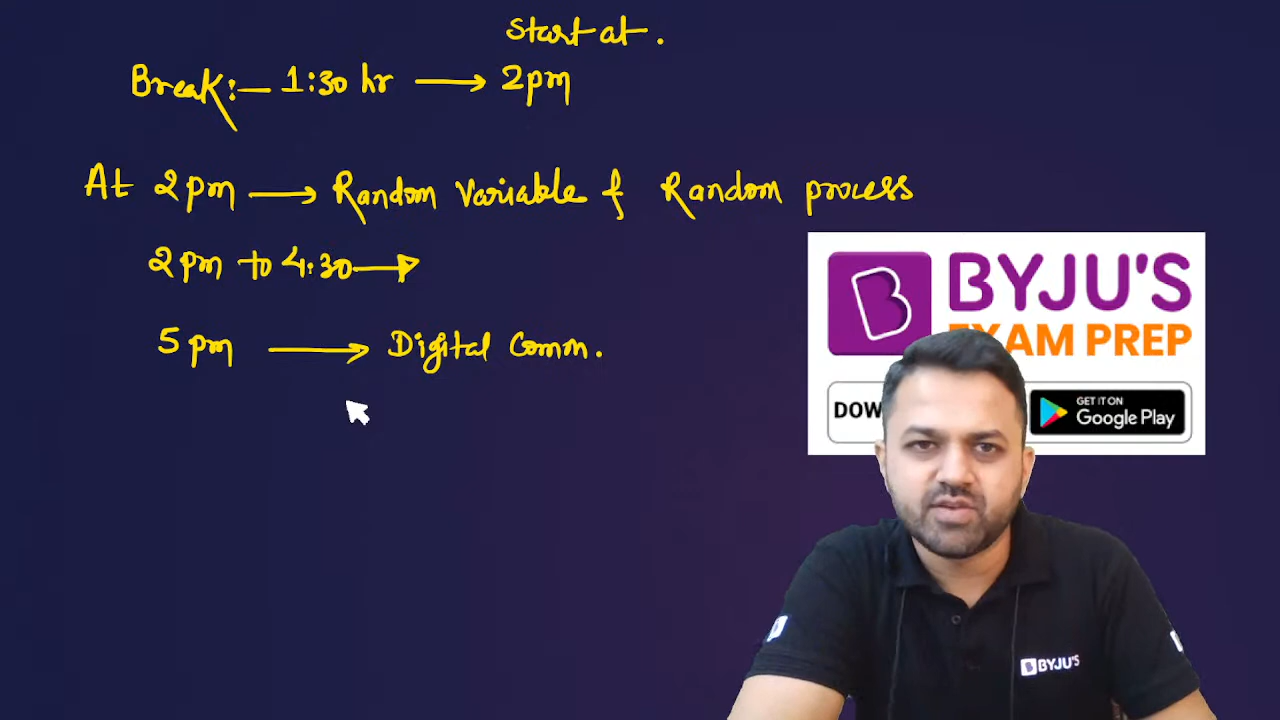 Start at.
Break:— 1:30 hr → 2pm
At 2pm → Random Variable & Random process
2pm to 4:30 →
5pm → Digital Comm.
BYJU'S
EXAM PREP
DOW
GET IT ON
Google Play
BYJU'S